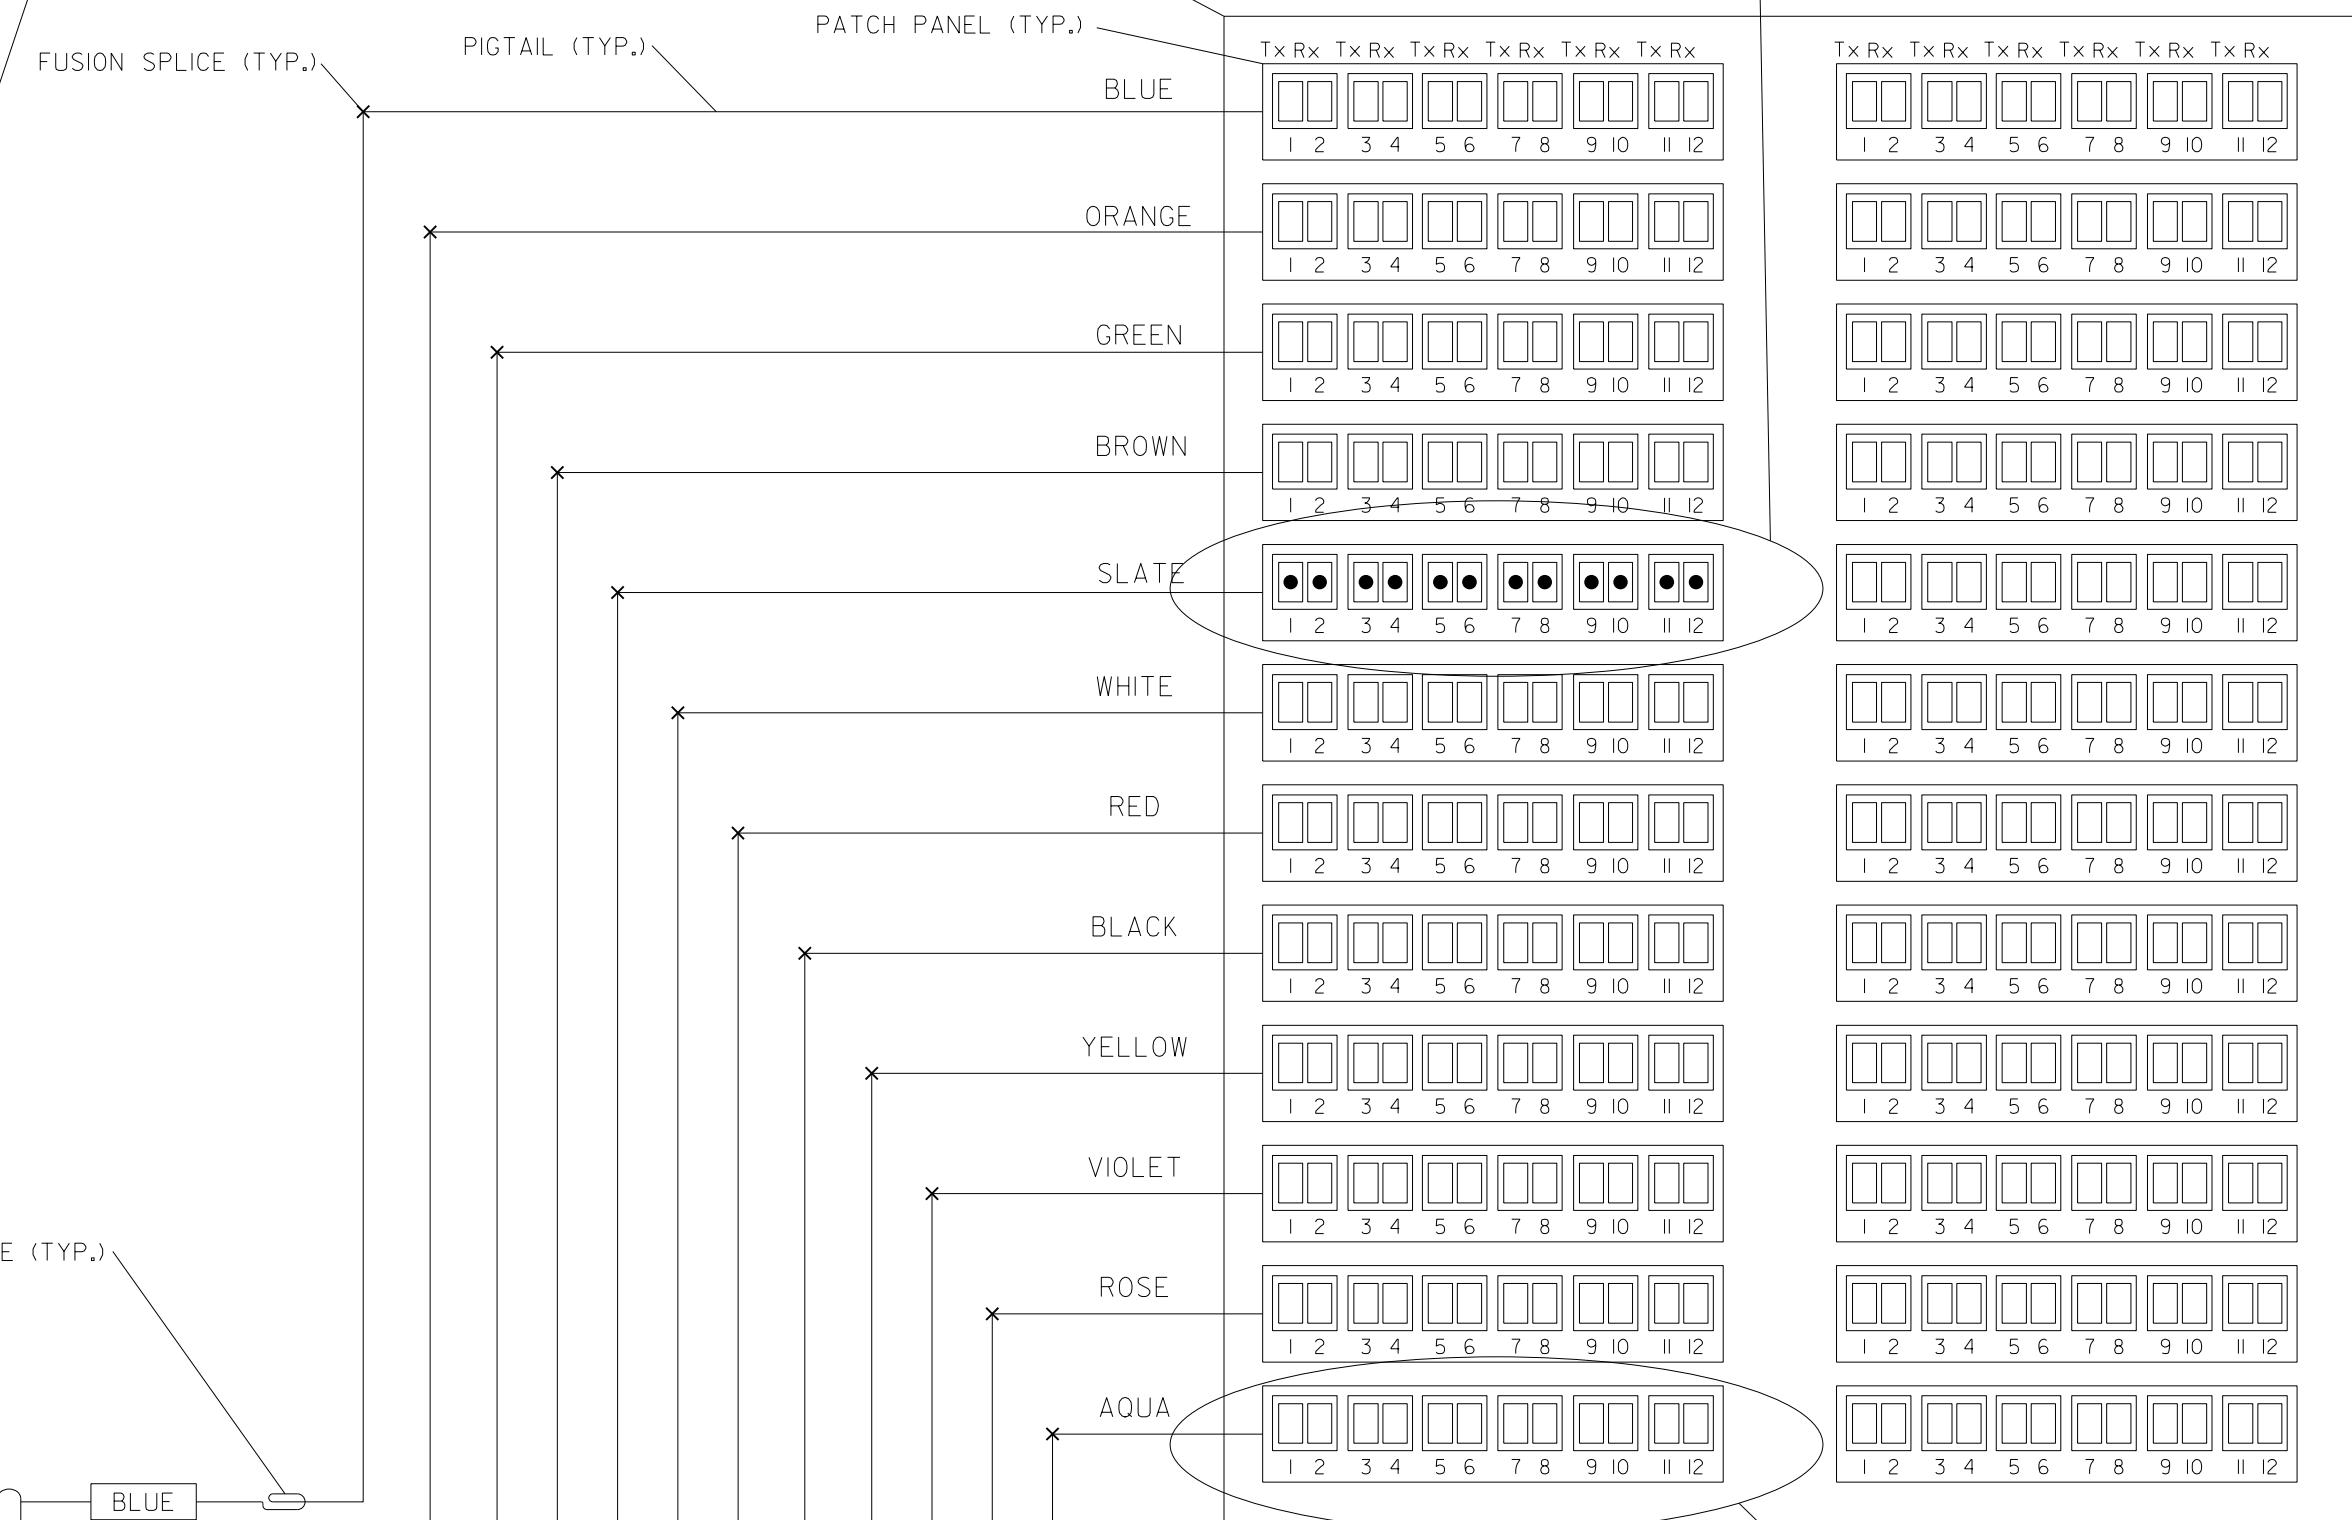 PATCH PANEL (TYP.)
PIGTAIL (TYP.)
FUSION SPLICE (TYP.)
Tx Rx Tx Rx Tx Rx Tx Rx Tx Rx Tx Rx Tx Rx Tx Rx Tx Rx Tx Rx Tx Rx Tx Rx
BLUE
1 2 3 4 5 6 7 8 9 10 11 12 1 2 3 4 5 6 7 8 9 10 11 12
ORANGE
1 2 3 4 5 6 7 8 9 10 11 12 1 2 3 4 5 6 7 8 9 10 11 12
GREEN
1 2 3 4 5 6 7 8 9 10 11 12 1 2 3 4 5 6 7 8 9 10 11 12
BROWN
1 2 3 4 5 6 7 8 9 10 11 12 1 2 3 4 5 6 7 8 9 10 11 12
SLATE
1 2 3 4 5 6 7 8 9 10 11 12 1 2 3 4 5 6 7 8 9 10 11 12
WHITE
1 2 3 4 5 6 7 8 9 10 11 12 1 2 3 4 5 6 7 8 9 10 11 12
RED
1 2 3 4 5 6 7 8 9 10 11 12 1 2 3 4 5 6 7 8 9 10 11 12
BLACK
1 2 3 4 5 6 7 8 9 10 11 12 1 2 3 4 5 6 7 8 9 10 11 12
YELLOW
1 2 3 4 5 6 7 8 9 10 11 12 1 2 3 4 5 6 7 8 9 10 11 12
VIOLET
1 2 3 4 5 6 7 8 9 10 11 12 1 2 3 4 5 6 7 8 9 10 11 12
E (TYP.)
ROSE
1 2 3 4 5 6 7 8 9 10 11 12 1 2 3 4 5 6 7 8 9 10 11 12
AQUA
1 2 3 4 5 6 7 8 9 10 11 12 1 2 3 4 5 6 7 8 9 10 11 12
BLUE